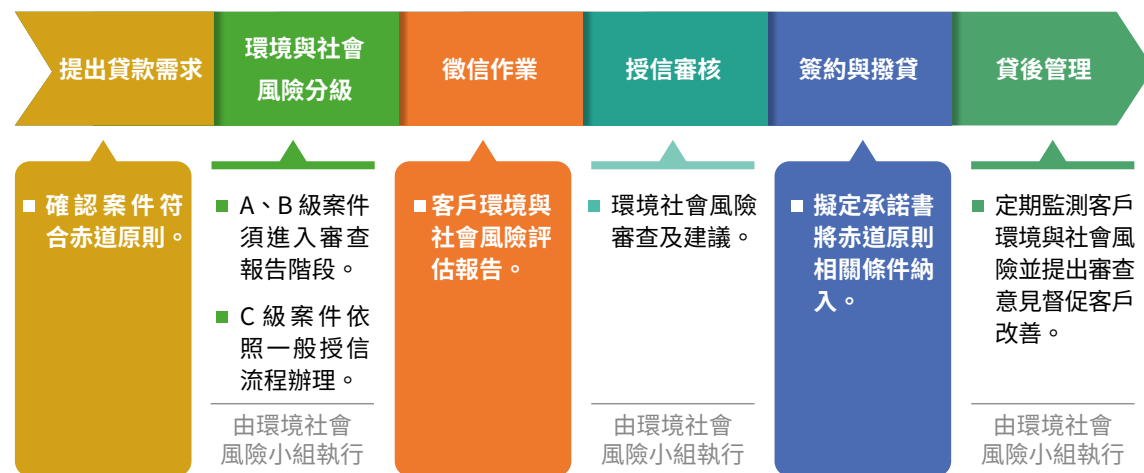 提出貸款需求
環境與社會
風險分級
徵信作業
授信審核
簽約與撥貸
貸後管理
確認案件符
合赤道原則。
A、B 級案件
須進入審查
報告階段。
C 級案件依
照一般授信
流程辦理。
由環境社會
風險小組執行
客戶環境與
社會風險評
估報告。
環境社會風險
審查及建議。
由環境社會
風險小組執行
擬定承諾書
將赤道原則
相關條件納
入。
定期監測客戶
環境與社會風
險並提出審查
意見督促客戶
改善。
由環境社會
風險小組執行